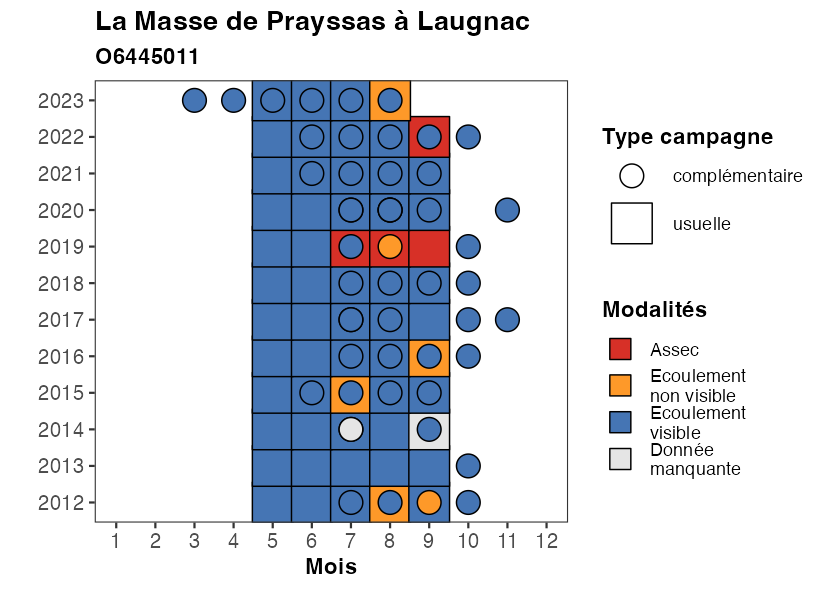 La Masse de Prayssas à Laugnac
O6445011
2023
2022
2021
2020
2019
2018
2017
2016
2015
2014
2013
2012
1 2 3 4 5 6 7 8 9 10 11 12
Mois
Type campagne
complémentaire
usuelle
Modalités
Assec
Ecoulement
non visible
Ecoulement
visible
Donnée
manquante